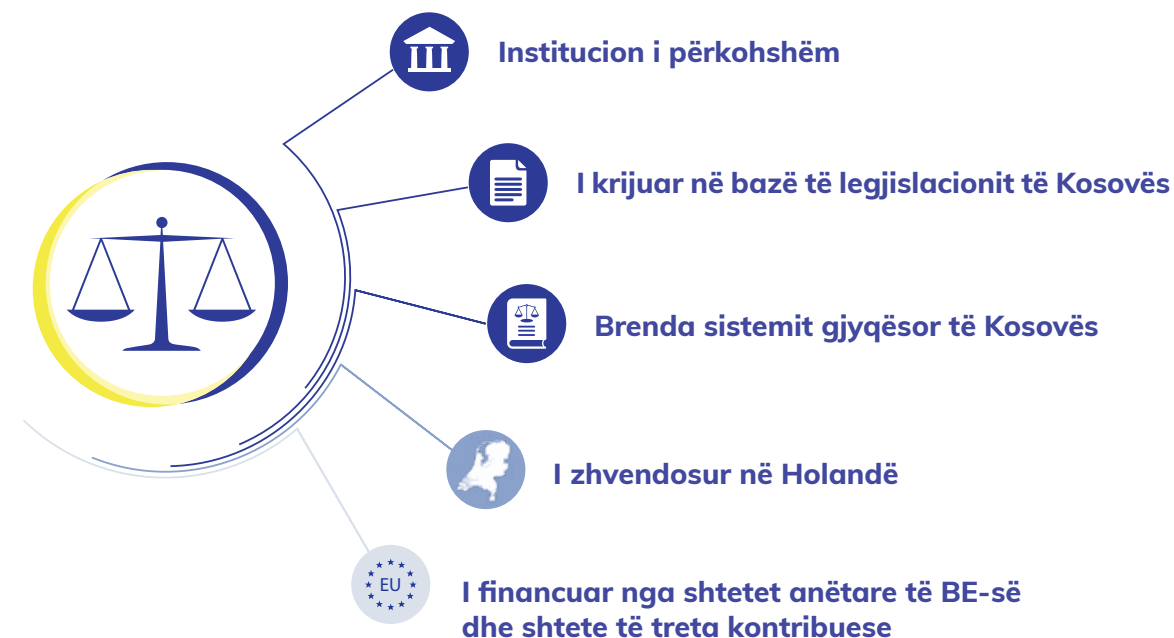 Institucion i përkohshëm
I krijuar në bazë të legjislacionit të Kosovës
Brenda sistemit gjyqësor të Kosovës
I zhvendosur në Holandë
EU
I financuar nga shtetet anëtare të BE-së
dhe shtete të treta kontribuese